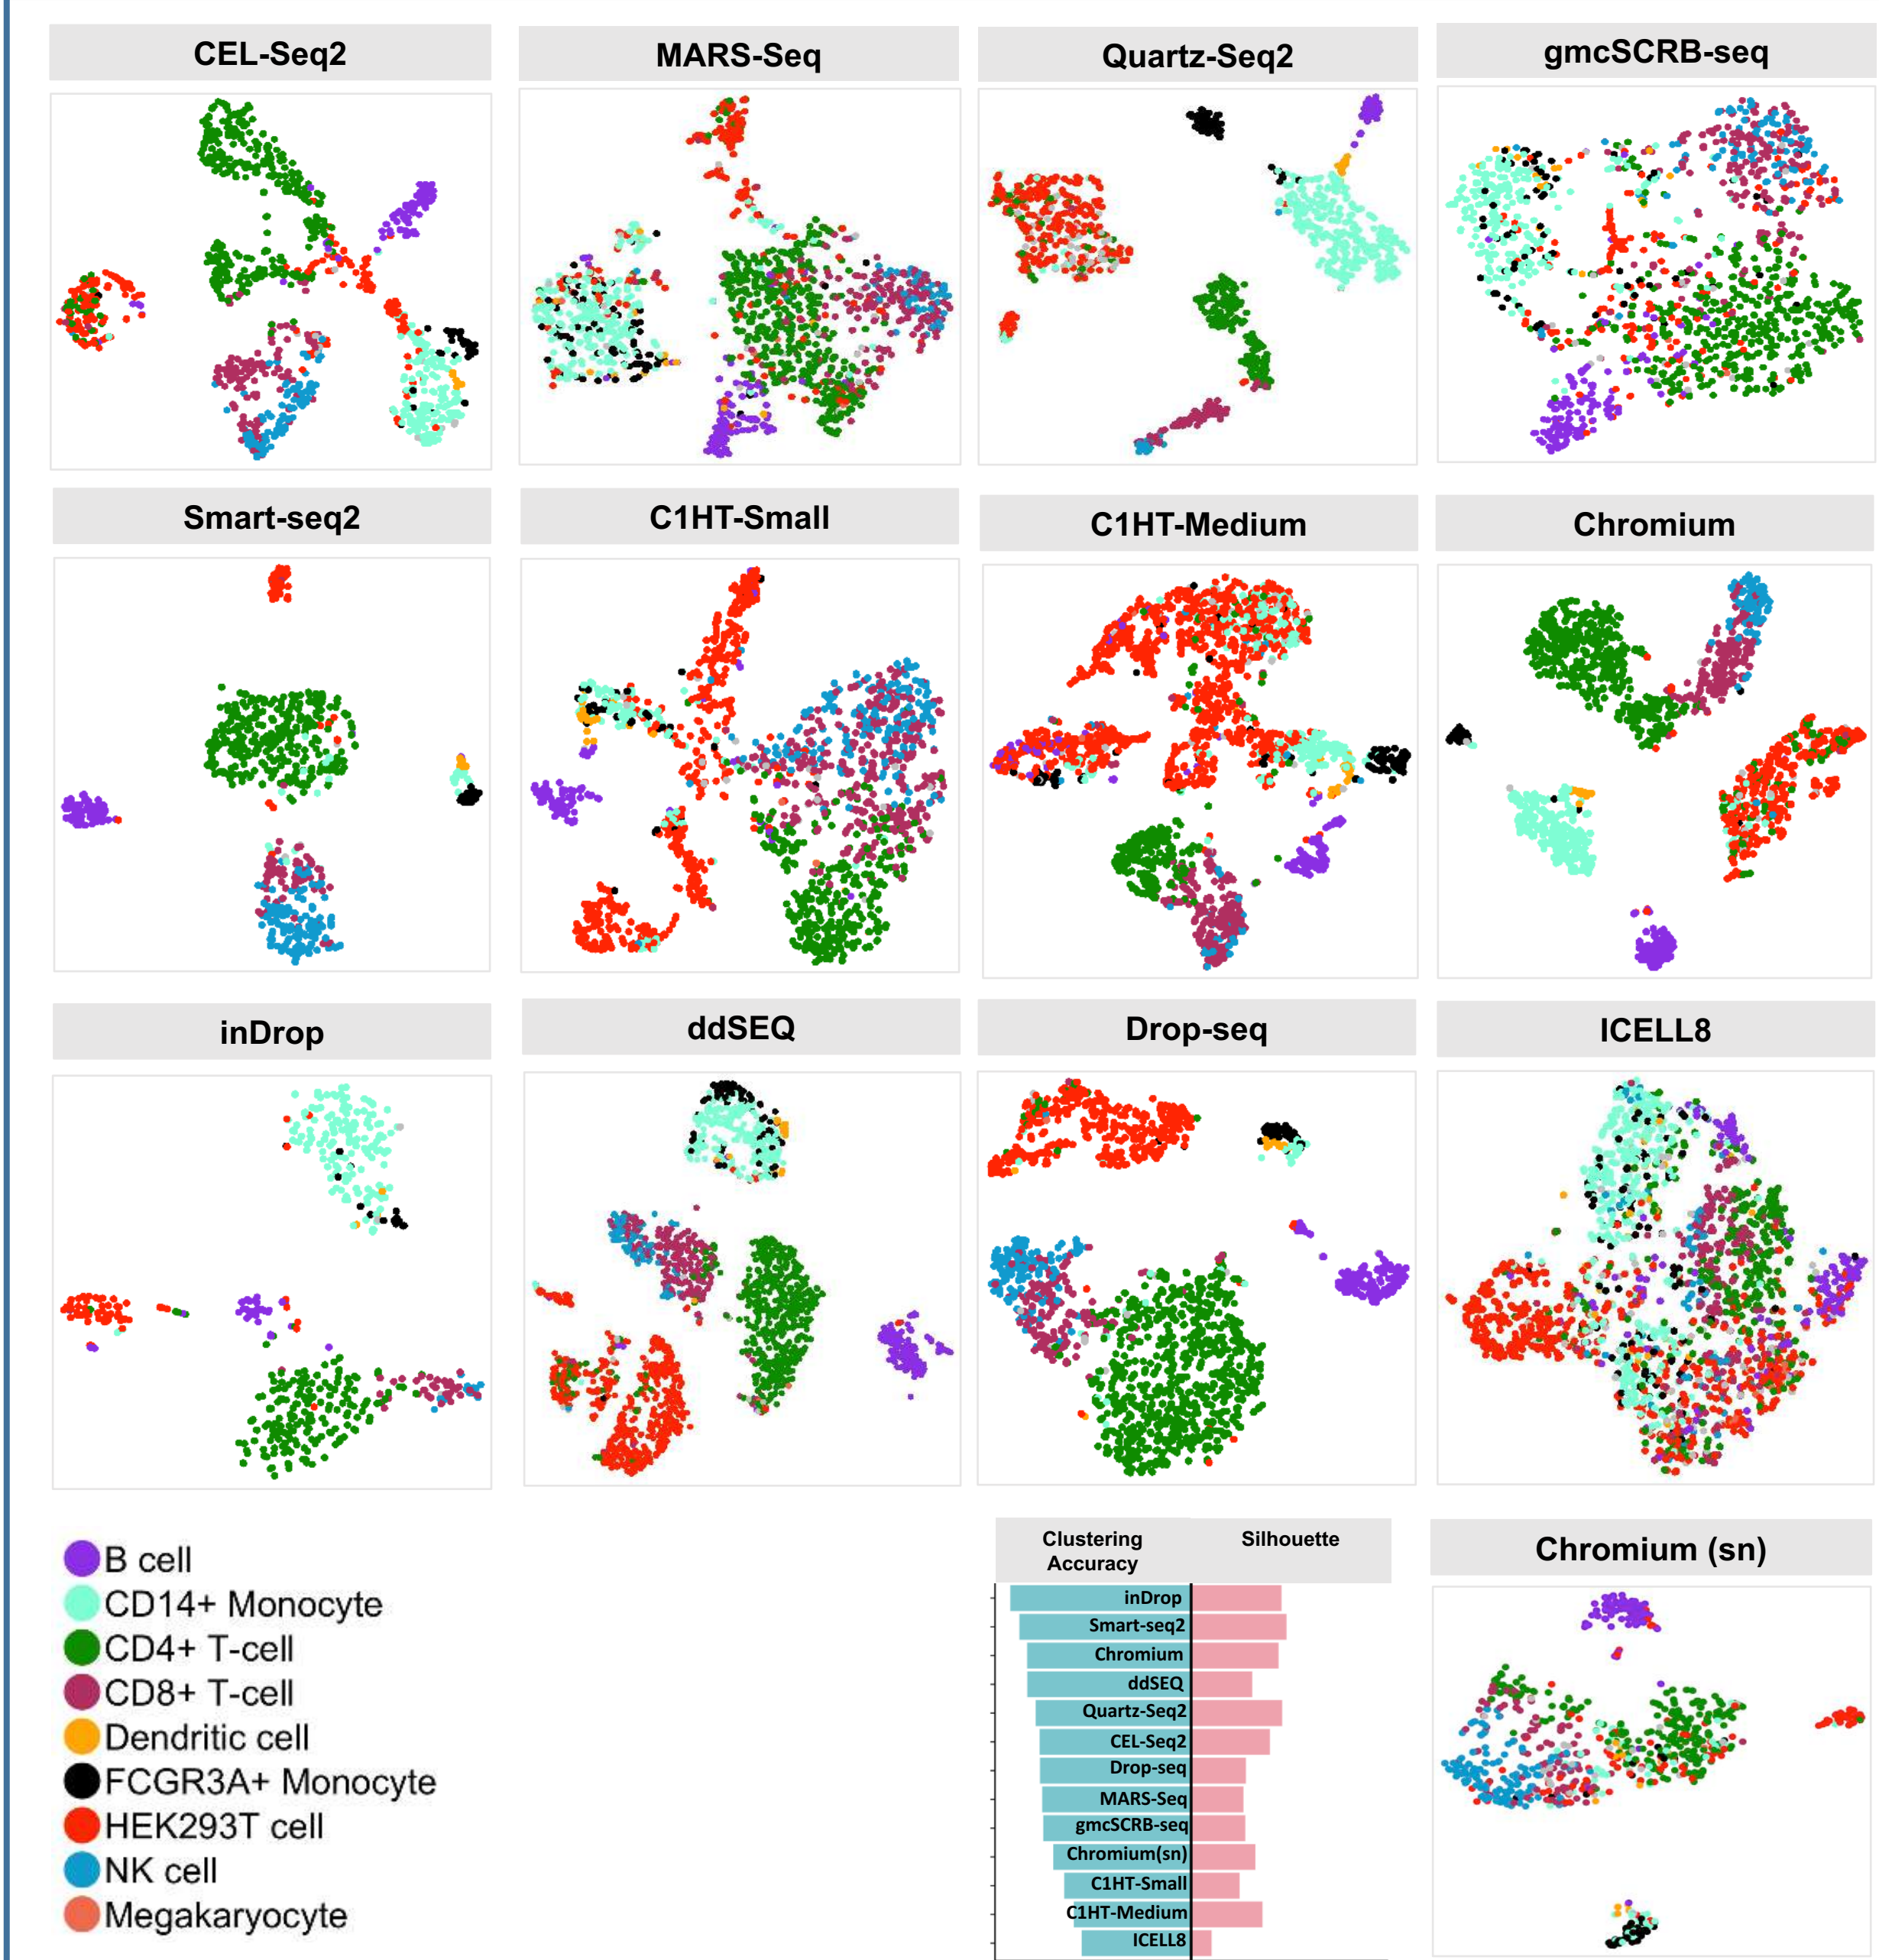 CEL-Seq2
MARS-Seq
Quartz-Seq2
gmcSCRB-seq
Smart-seq2
C1HT-Small
C1HT-Medium
Chromium
inDrop
ddSEQ
Drop-seq
ICELL8
B cell
CD14+ Monocyte
CD4+ T-cell
CD8+ T-cell
Dendritic cell
FCGR3A+ Monocyte
HEK293T cell
NK cell
Megakaryocyte
Clustering
Accuracy
Silhouette
inDrop
Smart-seq2
Chromium
ddSEQ
Quartz-Seq2
CEL-Seq2
Drop-seq
MARS-Seq
gmcSCRB-seq
Chromium(sn)
C1HT-Small
C1HT-Medium
ICELL8
Chromium (sn)